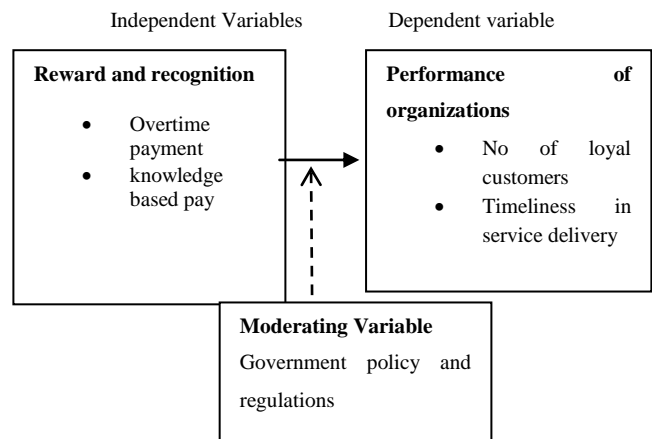 Independent Variables
Dependent variable
Reward and recognition
• Overtime
payment
• knowledge
based pay
Performance of
organizations
• No of loyal
customers
• Timeliness in
service delivery
Moderating Variable
Government policy and
regulations